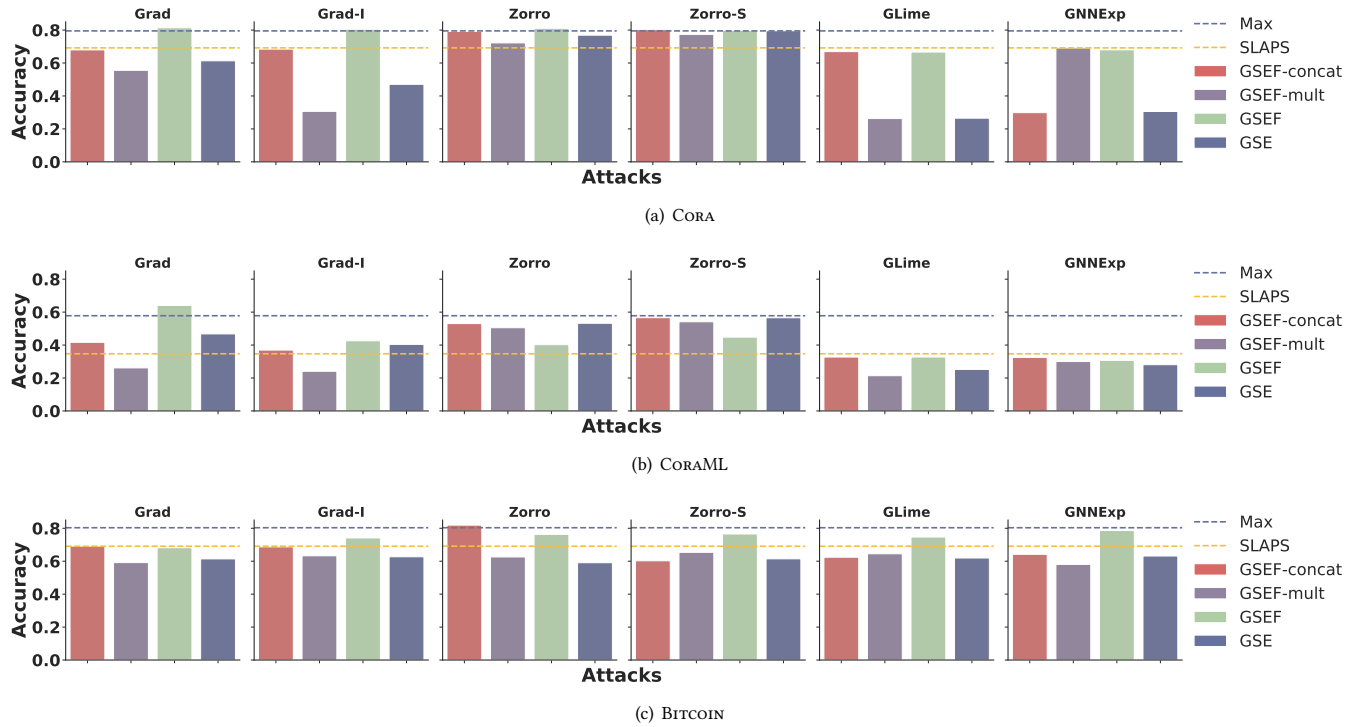 Grad Grad-I Zorro Zorro-S GLime GNNExp
Accuracy
0.8
0.6
0.4
0.2
0.0
Max
SLAPS
GSEF-concat
GSEF-mult
GSEF
GSE
Attacks
(a) Cora
Grad Grad-I Zorro Zorro-S GLime GNNExp
Accuracy
0.8
0.6
0.4
0.2
0.0
Max
SLAPS
GSEF-concat
GSEF-mult
GSEF
GSE
Attacks
(b) CoraML
Grad Grad-I Zorro Zorro-S GLime GNNExp
Accuracy
0.8
0.6
0.4
0.2
0.0
Max
SLAPS
GSEF-concat
GSEF-mult
GSEF
GSE
Attacks
(c) Bitcoin